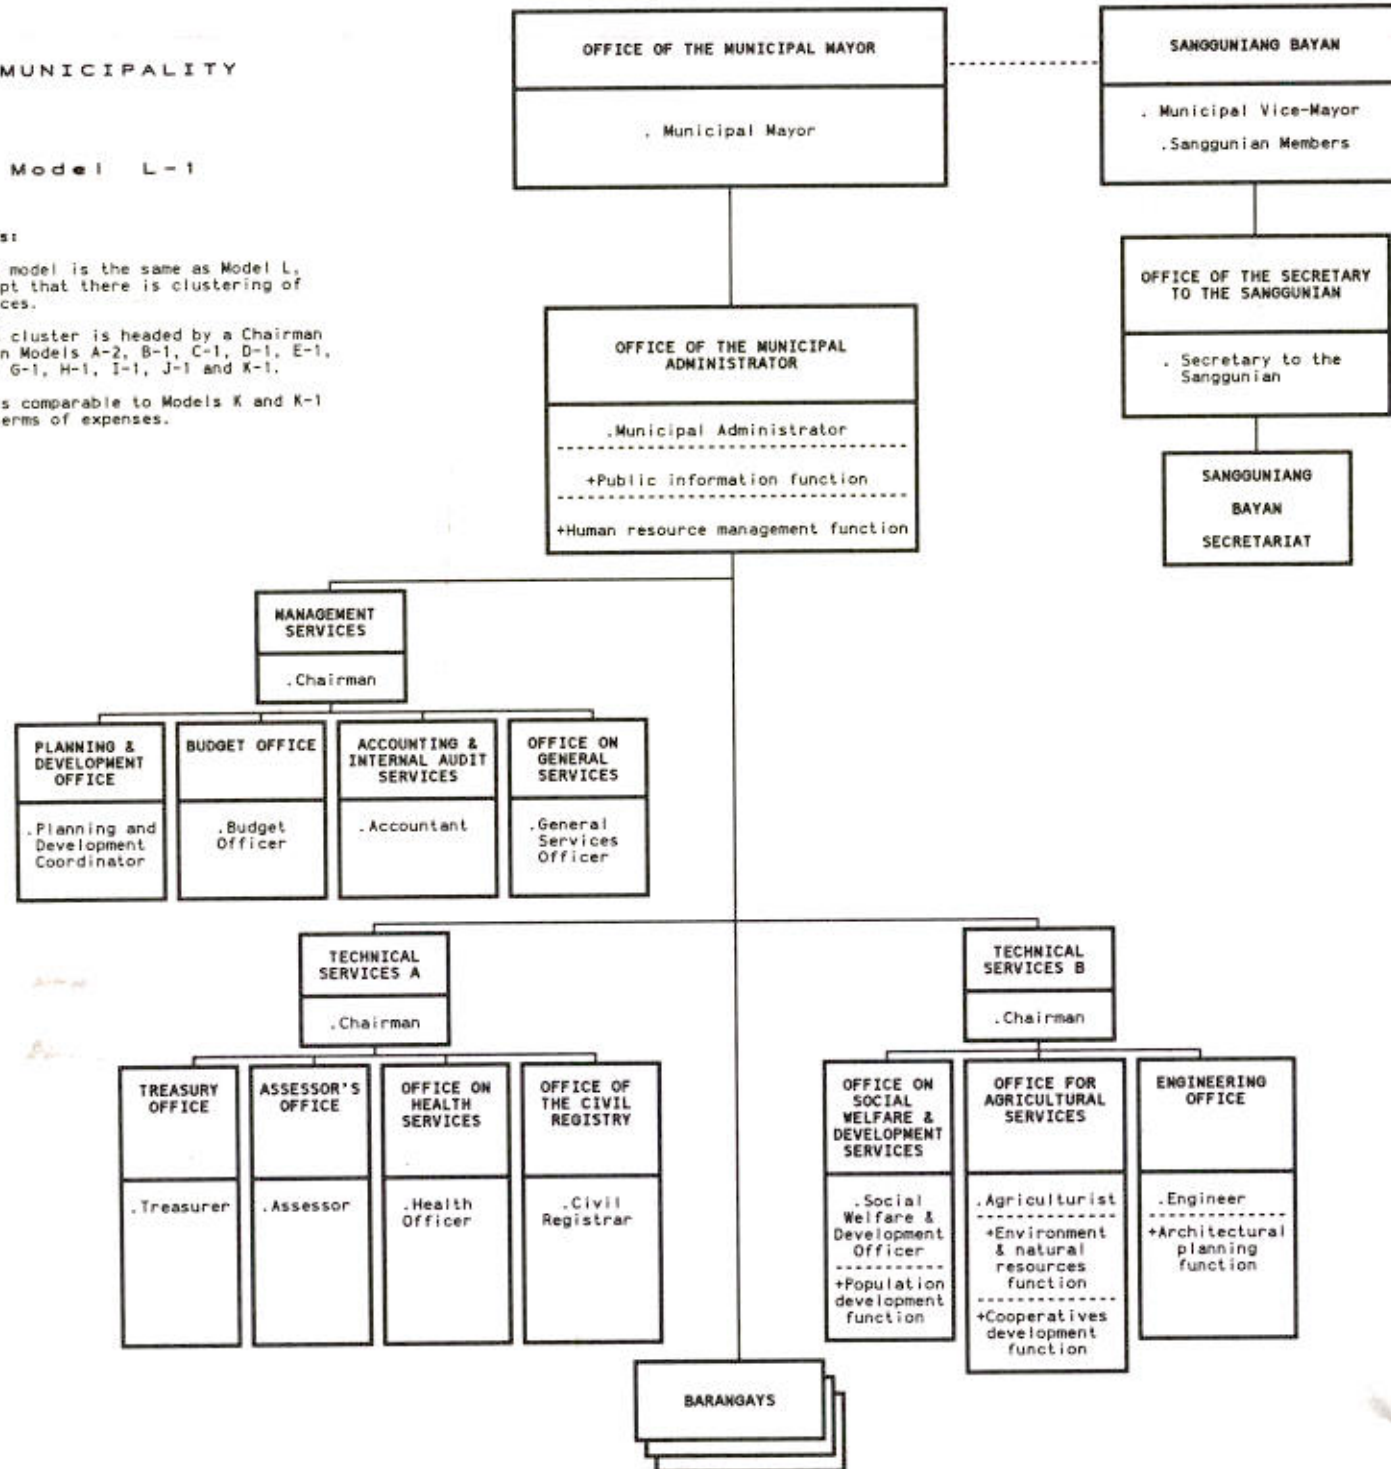 MUNICIPALITY
Model L-1
s:
model is the same as Model L,
pt that there is clustering of
ces.
cluster is headed by a Chairman
n Models A-2, B-1, C-1, D-1, E-1,
G-1, H-1, I-1, J-1 and K-1.
s comparable to Models K and K-1
erms of expenses.
OFFICE OF THE MUNICIPAL MAYOR
. Municipal Mayor
SANGGUNIANG BAYAN
. Municipal Vice-Mayor
.Sanggunian Members
OFFICE OF THE SECRETARY
TO THE SANGGUNIAN
. Secretary to the
Sanggunian
SANGGUNIANG
BAYAN
SECRETARIAT
OFFICE OF THE MUNICIPAL
ADMINISTRATOR
.Municipal Administrator
+Public information function
+Human resource management function
MANAGEMENT
SERVICES
.Chairman
PLANNING &
DEVELOPMENT
OFFICE
.Planning and
Development
Coordinator
BUDGET OFFICE
.Budget
Officer
ACCOUNTING &
INTERNAL AUDIT
SERVICES
.Accountant
OFFICE ON
GENERAL
SERVICES
.General
Services
Officer
TECHNICAL
SERVICES A
.Chairman
TREASURY
OFFICE
.Treasurer
ASSESSOR'S
OFFICE
.Assessor
OFFICE ON
HEALTH
SERVICES
.Health
Officer
OFFICE OF
THE CIVIL
REGISTRY
.Civil
Registrar
TECHNICAL
SERVICES B
.Chairman
OFFICE ON
SOCIAL
WELFARE &
DEVELOPMENT
SERVICES
.Social
Welfare &
Development
Officer
+Population
development
function
OFFICE FOR
AGRICULTURAL
SERVICES
.Agriculturist
+Environment
& natural
resources
function
+Cooperatives
development
function
ENGINEERING
OFFICE
.Engineer
+Architectural
planning
function
BARANGAYS